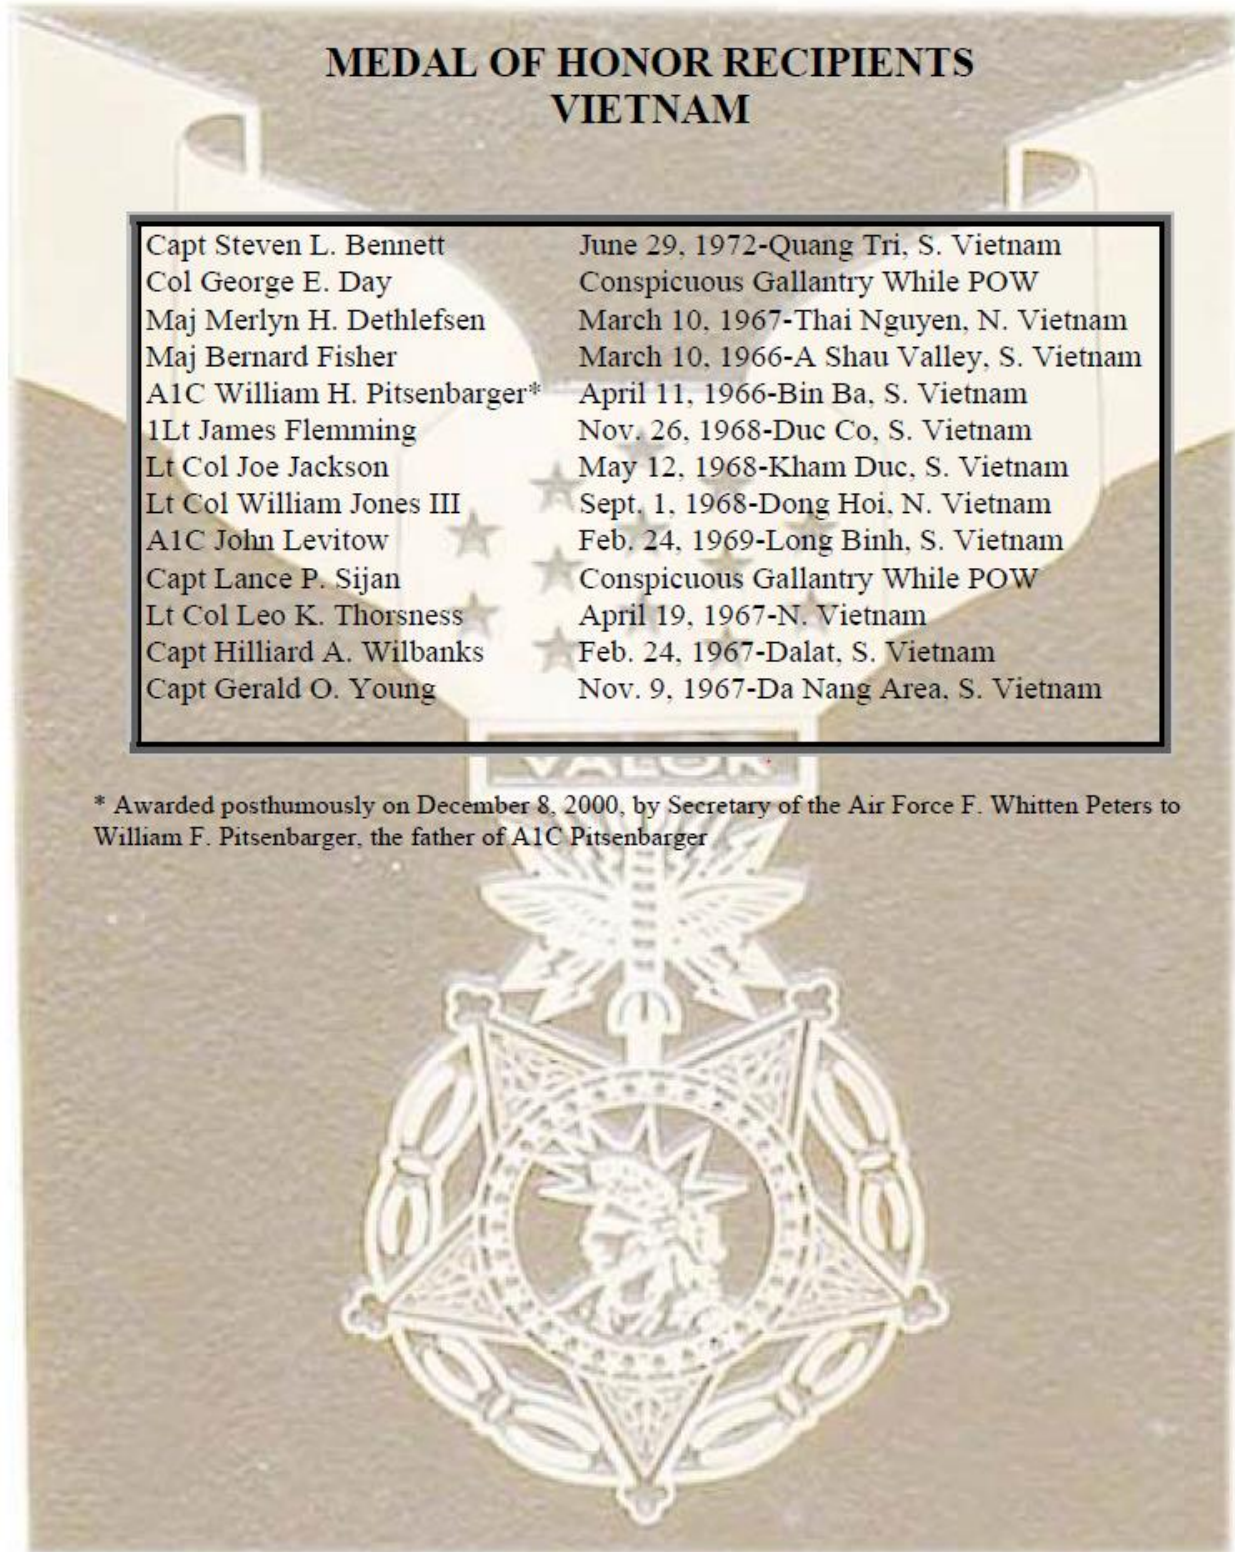 MEDAL OF HONOR RECIPIENTS
VIETNAM
Capt Steven L. Bennett June 29, 1972-Quang Tri, S. Vietnam
Col George E. Day Conspicuous Gallantry While POW
Maj Merlyn H. Dethlefsen March 10, 1967-Thai Nguyen, N. Vietnam
Maj Bernard Fisher March 10, 1966-A Shau Valley, S. Vietnam
A1C William H. Pitsenbarger* April 11, 1966-Bin Ba, S. Vietnam
1Lt James Flemming Nov. 26, 1968-Duc Co, S. Vietnam
Lt Col Joe Jackson May 12, 1968-Kham Duc, S. Vietnam
Lt Col William Jones III Sept. 1, 1968-Dong Hoi, N. Vietnam
A1C John Levitow Feb. 24, 1969-Long Binh, S. Vietnam
Capt Lance P. Sijan Conspicuous Gallantry While POW
Lt Col Leo K. Thorsness April 19, 1967-N. Vietnam
Capt Hilliard A. Wilbanks Feb. 24, 1967-Dalat, S. Vietnam
Capt Gerald O. Young Nov. 9, 1967-Da Nang Area, S. Vietnam
VALOR
* Awarded posthumously on December 8, 2000, by Secretary of the Air Force F. Whitten Peters to
William F. Pitsenbarger, the father of A1C Pitsenbarger